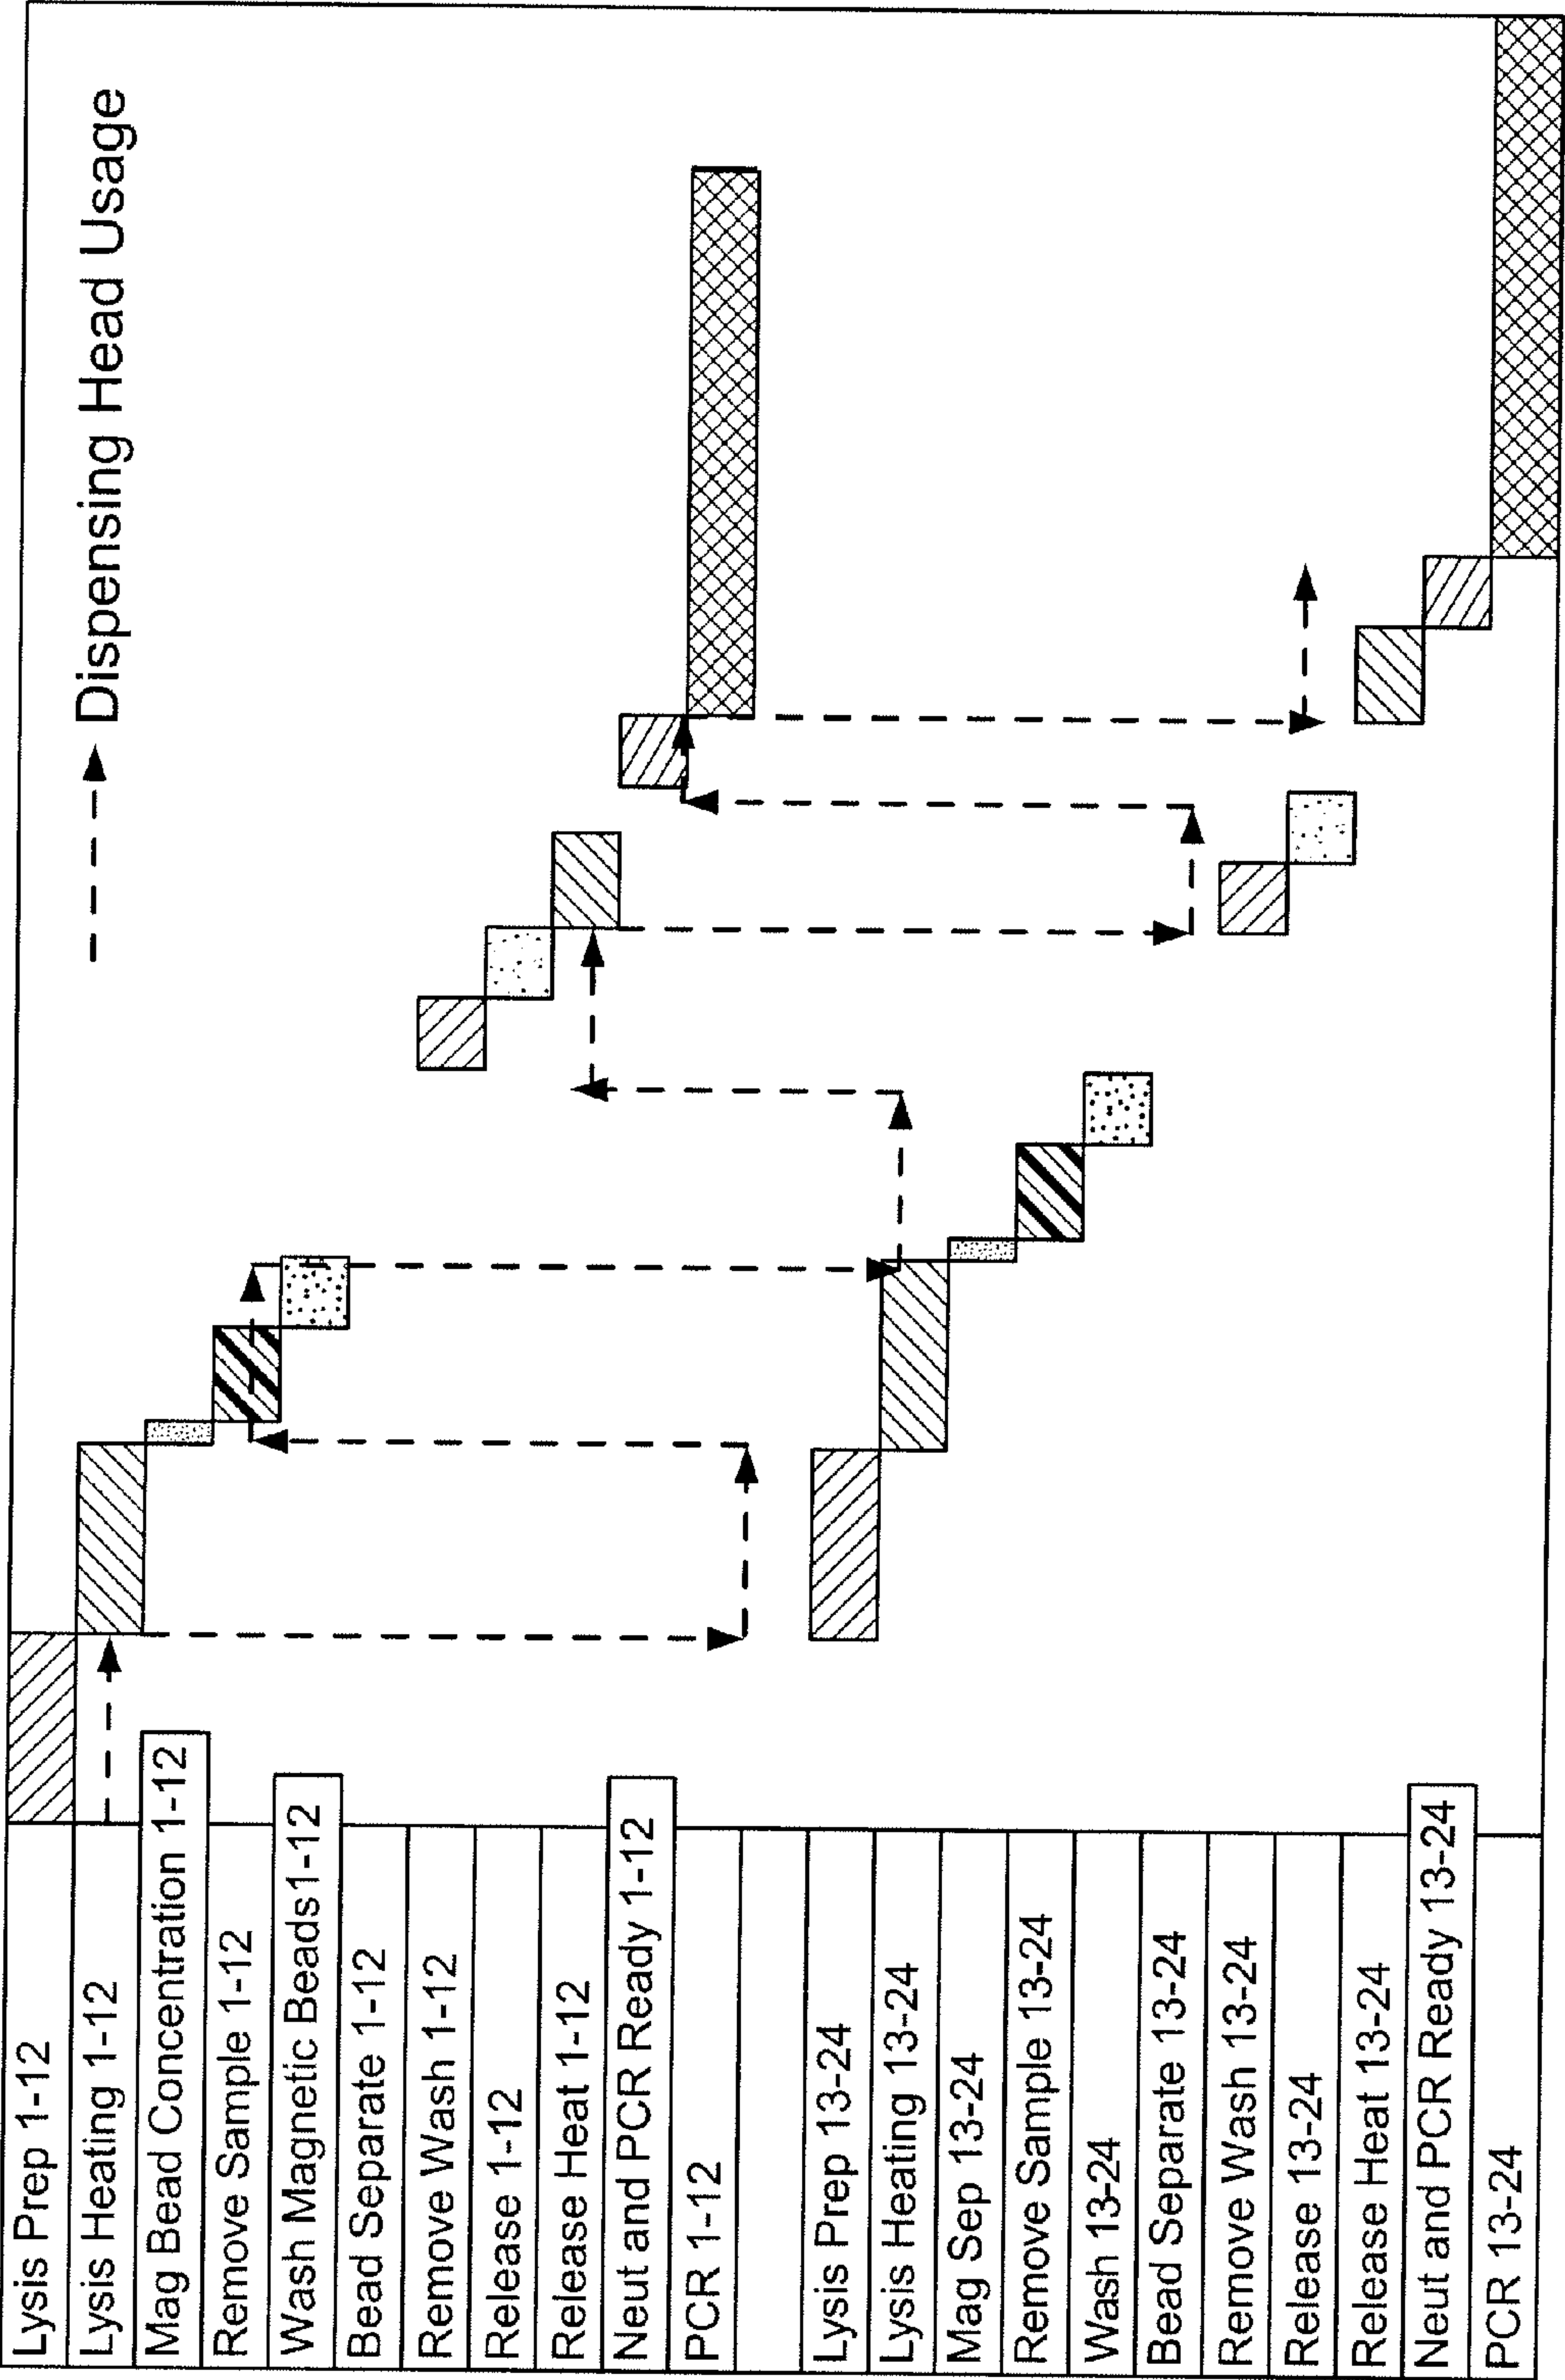 Dispensing Head Usage
Lysis Prep 1-12
Lysis Heating 1-12
Mag Bead Concentration 1-12
Remove Sample 1-12
Wash Magnetic Beads1-12
Bead Separate 1-12
Remove Wash 1-12
Release 1-12
Release Heat 1-12
Neut and PCR Ready 1-12
PCR 1-12
Lysis Prep 13-24
Lysis Heating 13-24
Mag Sep 13-24
Remove Sample 13-24
Wash 13-24
Bead Separate 13-24
Remove Wash 13-24
Release 13-24
Release Heat 13-24
Neut and PCR Ready 13-24
PCR 13-24